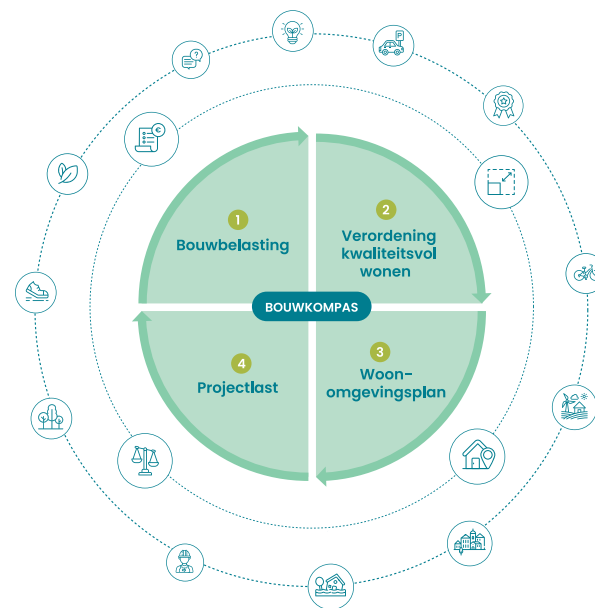 1
Bouwbelasting
2
Verordening
kwaliteitsvol
wonen
BOUWKOMPAS
3
Woon-
omgevingsplan
4
Projectlast
P
?
€